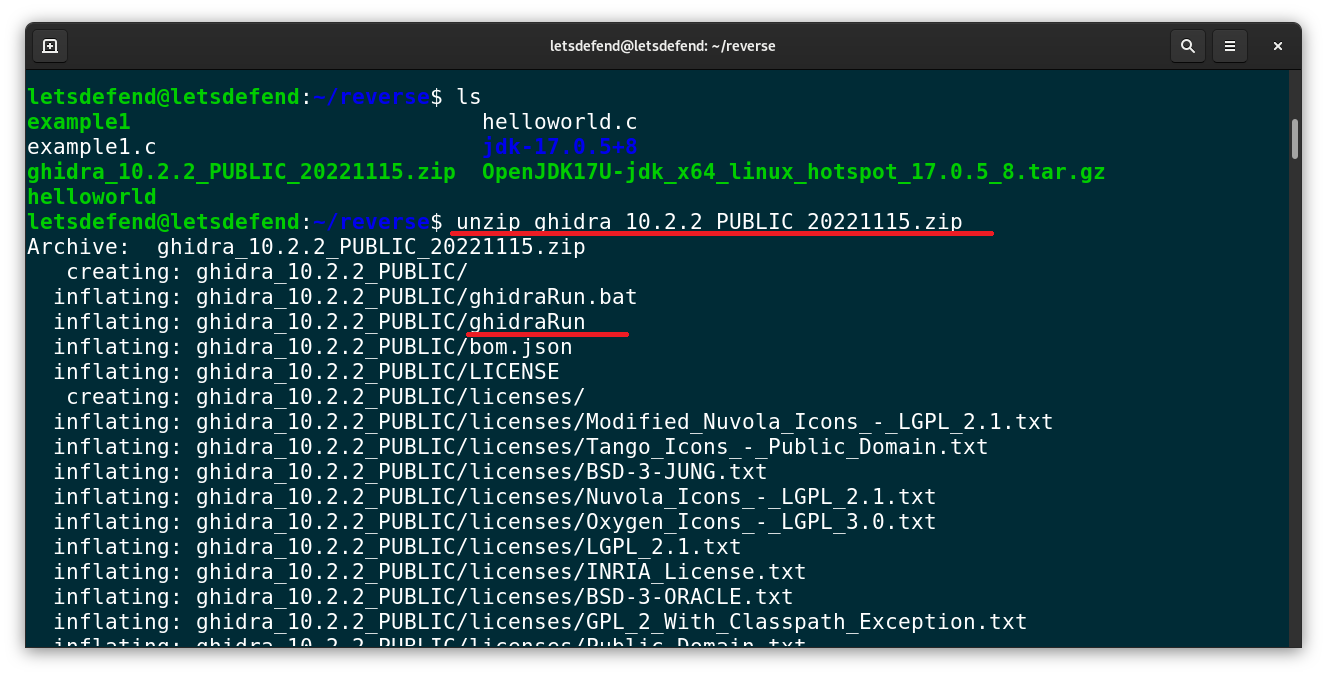 letsdefend@letsdefend: ~/reverse
letsdefend@letsdefend:~/reverse$ ls
example1                           helloworld.c
example1.c                         jdk-17.0.5+8
ghidra_10.2.2_PUBLIC_20221115.zip  OpenJDK17U-jdk_x64_linux_hotspot_17.0.5_8.tar.gz
helloworld
letsdefend@letsdefend:~/reverse$ unzip ghidra_10.2.2_PUBLIC_20221115.zip
Archive:  ghidra_10.2.2_PUBLIC_20221115.zip
   creating: ghidra_10.2.2_PUBLIC/
  inflating: ghidra_10.2.2_PUBLIC/ghidraRun.bat
  inflating: ghidra_10.2.2_PUBLIC/ghidraRun
  inflating: ghidra_10.2.2_PUBLIC/bom.json
  inflating: ghidra_10.2.2_PUBLIC/LICENSE
   creating: ghidra_10.2.2_PUBLIC/licenses/
  inflating: ghidra_10.2.2_PUBLIC/licenses/Modified_Nuvola_Icons_-_LGPL_2.1.txt
  inflating: ghidra_10.2.2_PUBLIC/licenses/Tango_Icons_-_Public_Domain.txt
  inflating: ghidra_10.2.2_PUBLIC/licenses/BSD-3-JUNG.txt
  inflating: ghidra_10.2.2_PUBLIC/licenses/Nuvola_Icons_-_LGPL_2.1.txt
  inflating: ghidra_10.2.2_PUBLIC/licenses/Oxygen_Icons_-_LGPL_3.0.txt
  inflating: ghidra_10.2.2_PUBLIC/licenses/LGPL_2.1.txt
  inflating: ghidra_10.2.2_PUBLIC/licenses/INRIA_License.txt
  inflating: ghidra_10.2.2_PUBLIC/licenses/BSD-3-ORACLE.txt
  inflating: ghidra_10.2.2_PUBLIC/licenses/GPL_2_With_Classpath_Exception.txt
  inflating: ghidra_10.2.2_PUBLIC/licenses/Public_Domain.txt